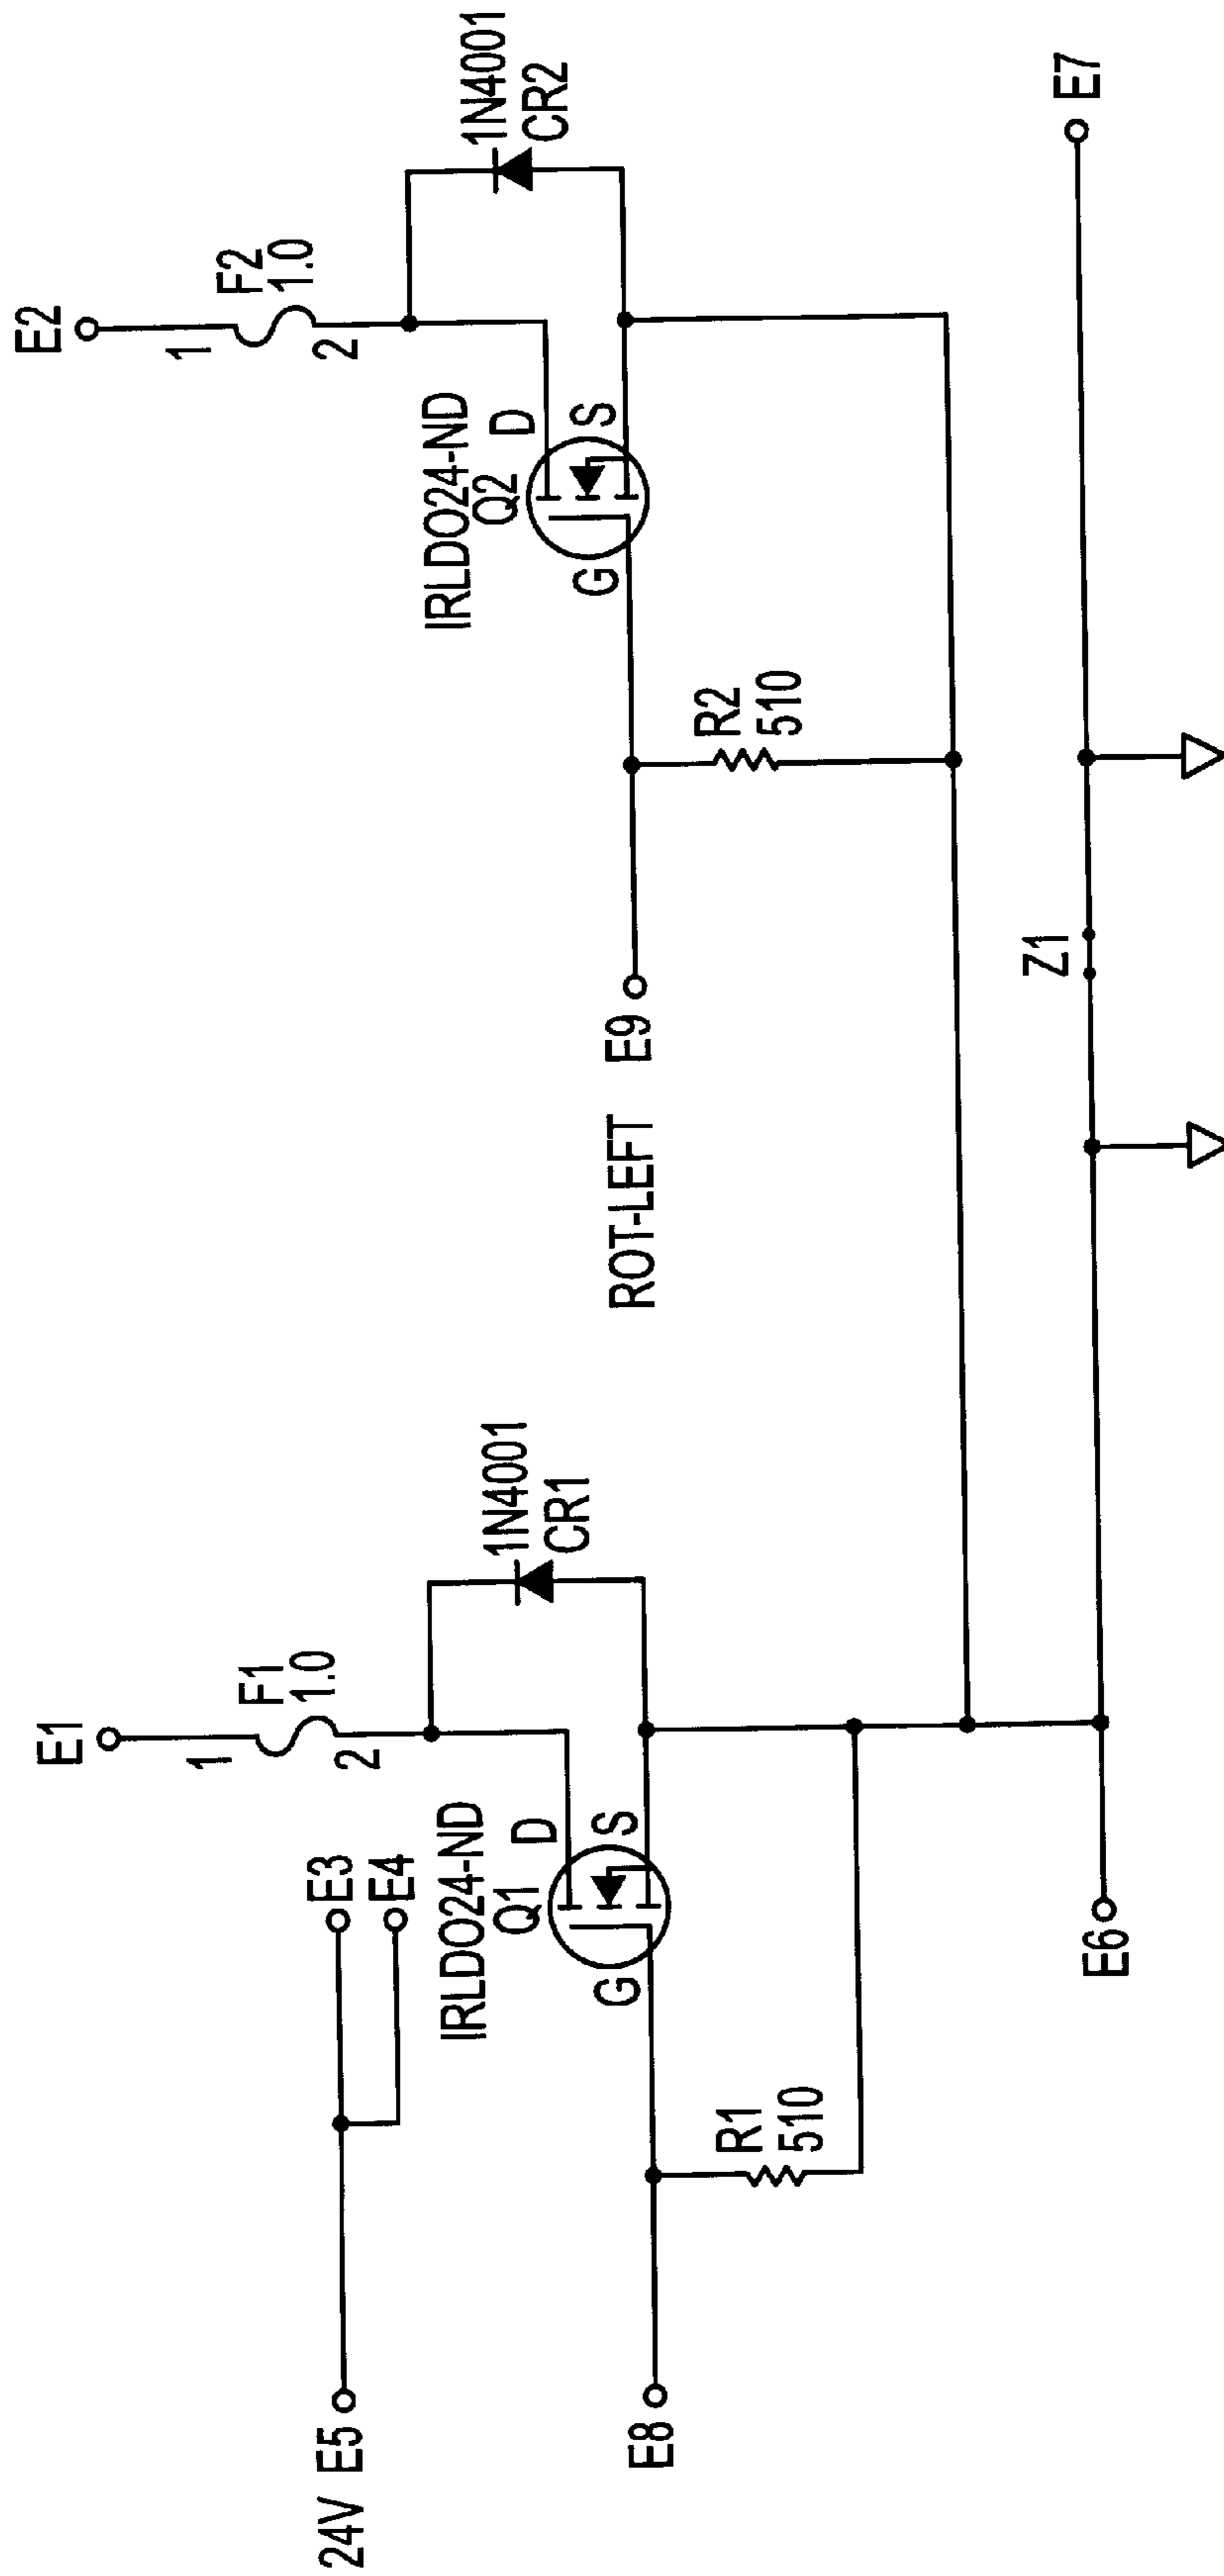 E1
1
F1
1.0
2
1N4001
CR1
E3
E4
IRLDO24-ND
Q1
D
S
G
24V E5
E8
R1
510
E6
E2
1
F2
1.0
2
1N4001
CR2
IRLDO24-ND
Q2
D
S
G
ROT-LEFT E9
R2
510
Z1
E7